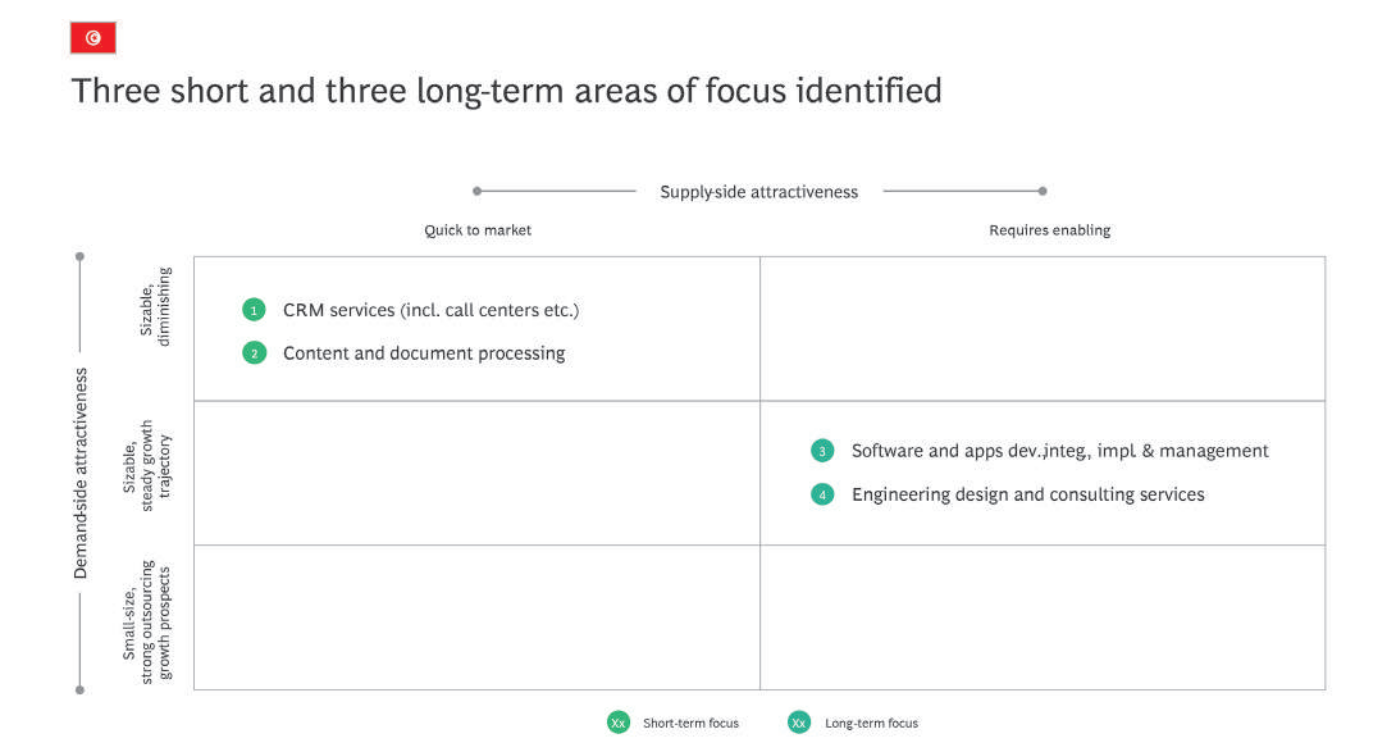 Three short and three long-term areas of focus identified
Supply-side attractiveness
Quick to market
Requires enabling
Demand-side attractiveness
Sizable,
diminishing
1 CRM services (incl. call centers etc.)
2 Content and document processing
Sizable,
steady growth
trajectory
3 Software and apps dev.,integ., impl. & management
4 Engineering design and consulting services
Small-size,
strong outsourcing
growth prospects
Xx Short-term focus
Xx Long-term focus